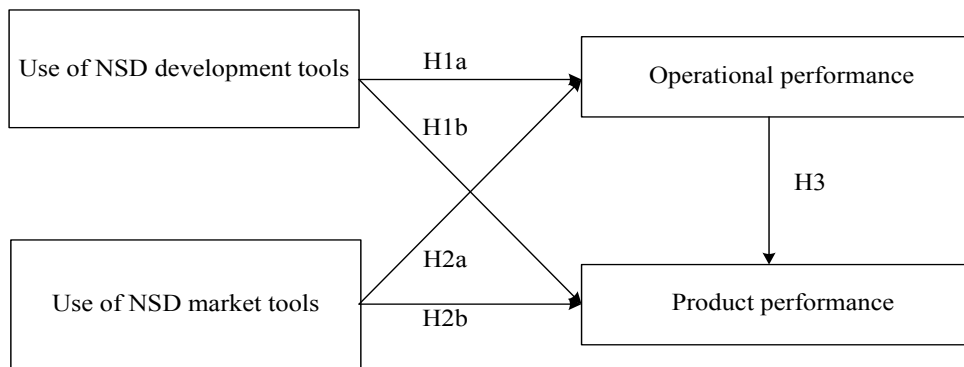 Use of NSD development tools
H1a
Operational performance
H1b
H3
H2a
Use of NSD market tools
H2b
Product performance